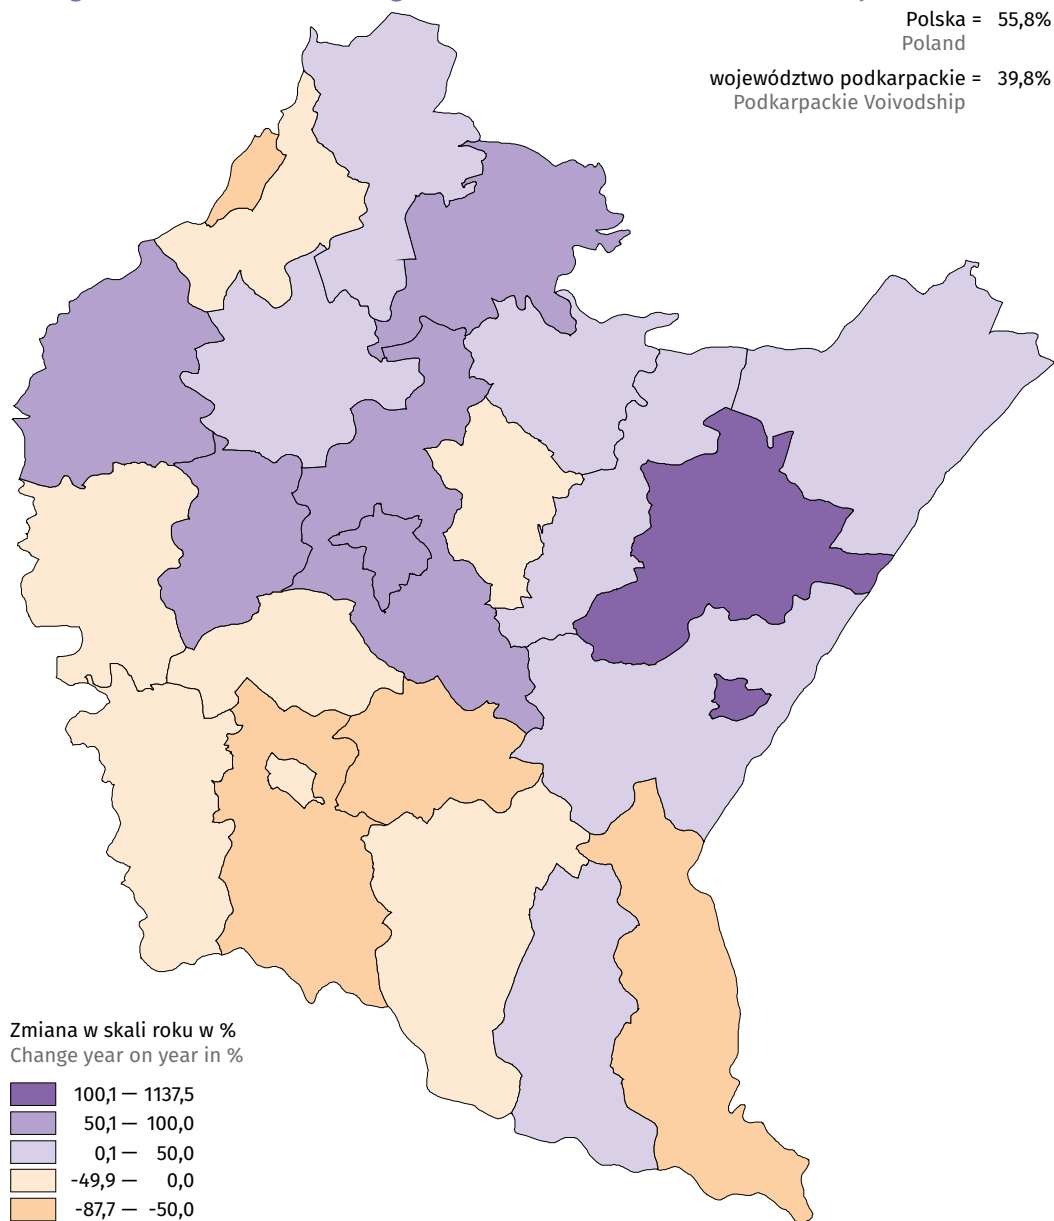 Polska = 55,8%
Poland
województwo podkarpackie = 39,8%
Podkarpackie Voivodship
Zmiana w skali roku w %
Change year on year in %
100,1 — 1137,5
50,1 — 100,0
0,1 — 50,0
-49,9 — 0,0
-87,7 — -50,0